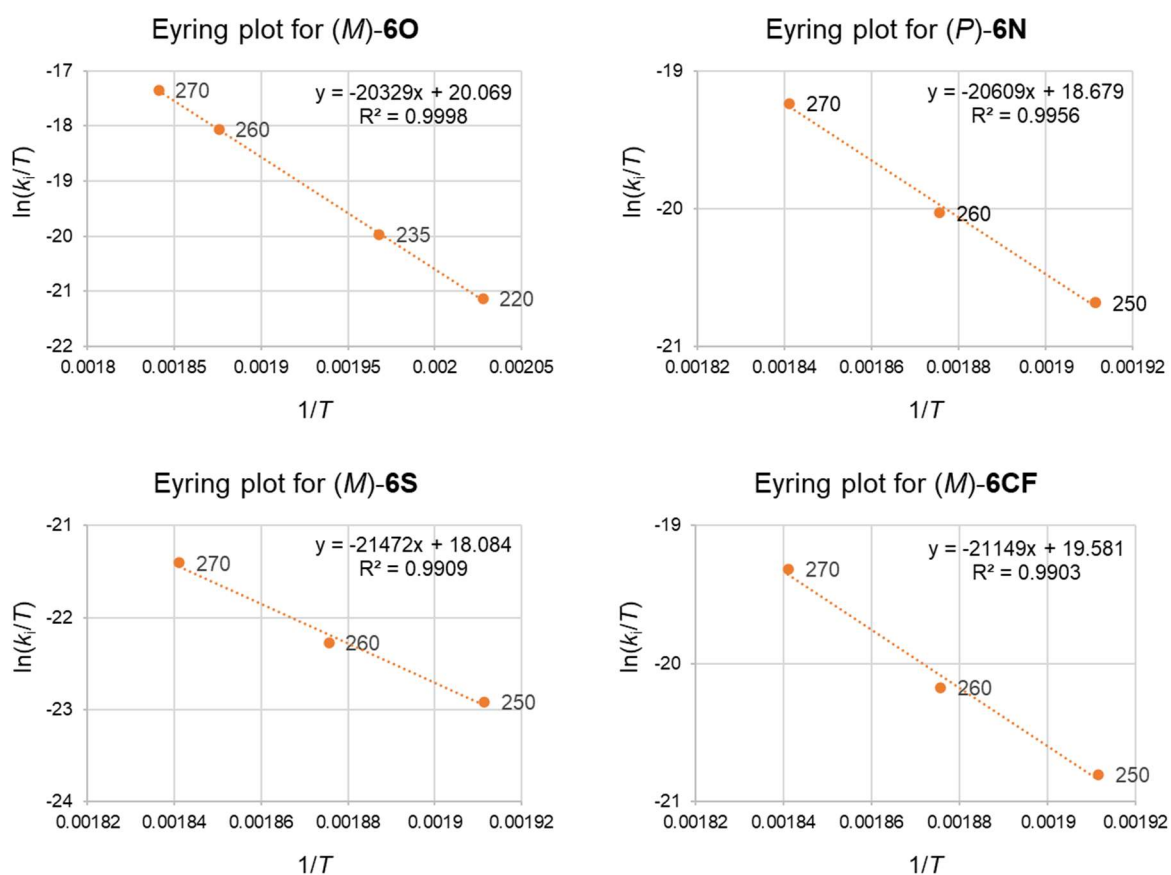 Eyring plot for (M)-6O
y = -20329x + 20.069
R² = 0.9998
ln(kᵢ/T)
-17
-18
-19
-20
-21
-22
270
260
235
220
0.0018 0.00185 0.0019 0.00195 0.002 0.00205
1/T
Eyring plot for (P)-6N
y = -20609x + 18.679
R² = 0.9956
ln(kᵢ/T)
-19
-20
-21
270
260
250
0.00182 0.00184 0.00186 0.00188 0.0019 0.00192
1/T
Eyring plot for (M)-6S
y = -21472x + 18.084
R² = 0.9909
ln(kᵢ/T)
-21
-22
-23
-24
270
260
250
0.00182 0.00184 0.00186 0.00188 0.0019 0.00192
1/T
Eyring plot for (M)-6CF
y = -21149x + 19.581
R² = 0.9903
ln(kᵢ/T)
-19
-20
-21
270
260
250
0.00182 0.00184 0.00186 0.00188 0.0019 0.00192
1/T